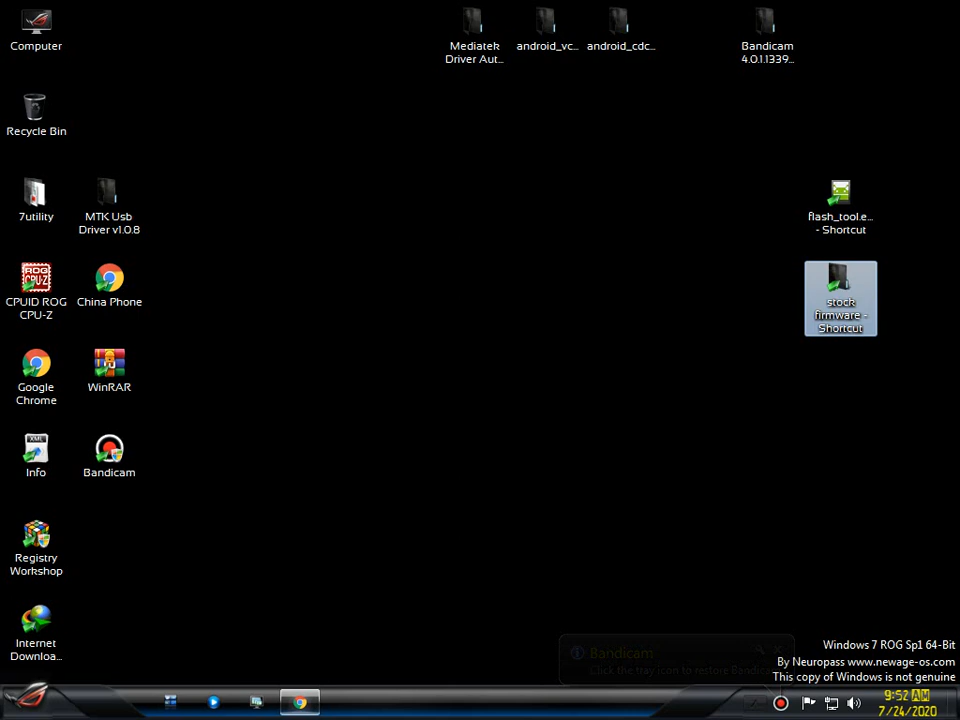 Computer
Mediatek
Driver Aut...
android_vc...
android_cdc...
Bandicam
4.0.1.1339...
Recycle Bin
7utility
MTK Usb
Driver v1.0.8
flash_tool.e...
- Shortcut
ROG
CPU-Z
CPUID ROG
CPU-Z
China Phone
stock
firmware -
Shortcut
Google
Chrome
WinRAR
XML
Info
Bandicam
Registry
Workshop
Internet
Downloa...
Bandicam
Click the tray icon to restore Bandicam
Windows 7 ROG Sp1 64-Bit
By Neuropass www.newage-os.com
This copy of Windows is not genuine
9:52 AM
7/24/2020